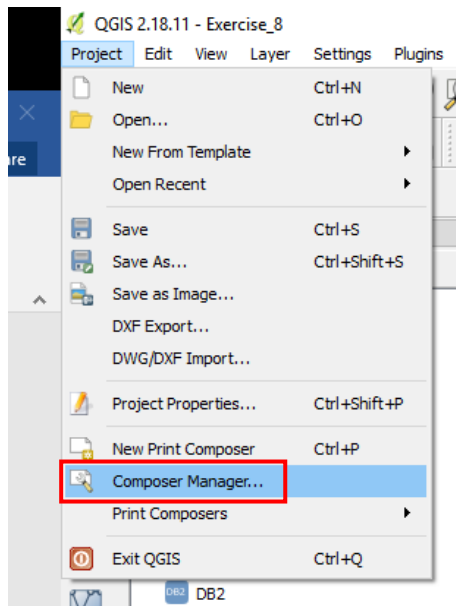 QGIS 2.18.11 - Exercise_8
Project Edit View Layer Settings Plugins
New Ctrl+N
Open... Ctrl+O
New From Template
Open Recent
Save Ctrl+S
Save As... Ctrl+Shift+S
Save as Image...
DXF Export...
DWG/DXF Import...
Project Properties... Ctrl+Shift+P
New Print Composer Ctrl+P
Composer Manager...
Print Composers
Exit QGIS Ctrl+Q
DB2 DB2